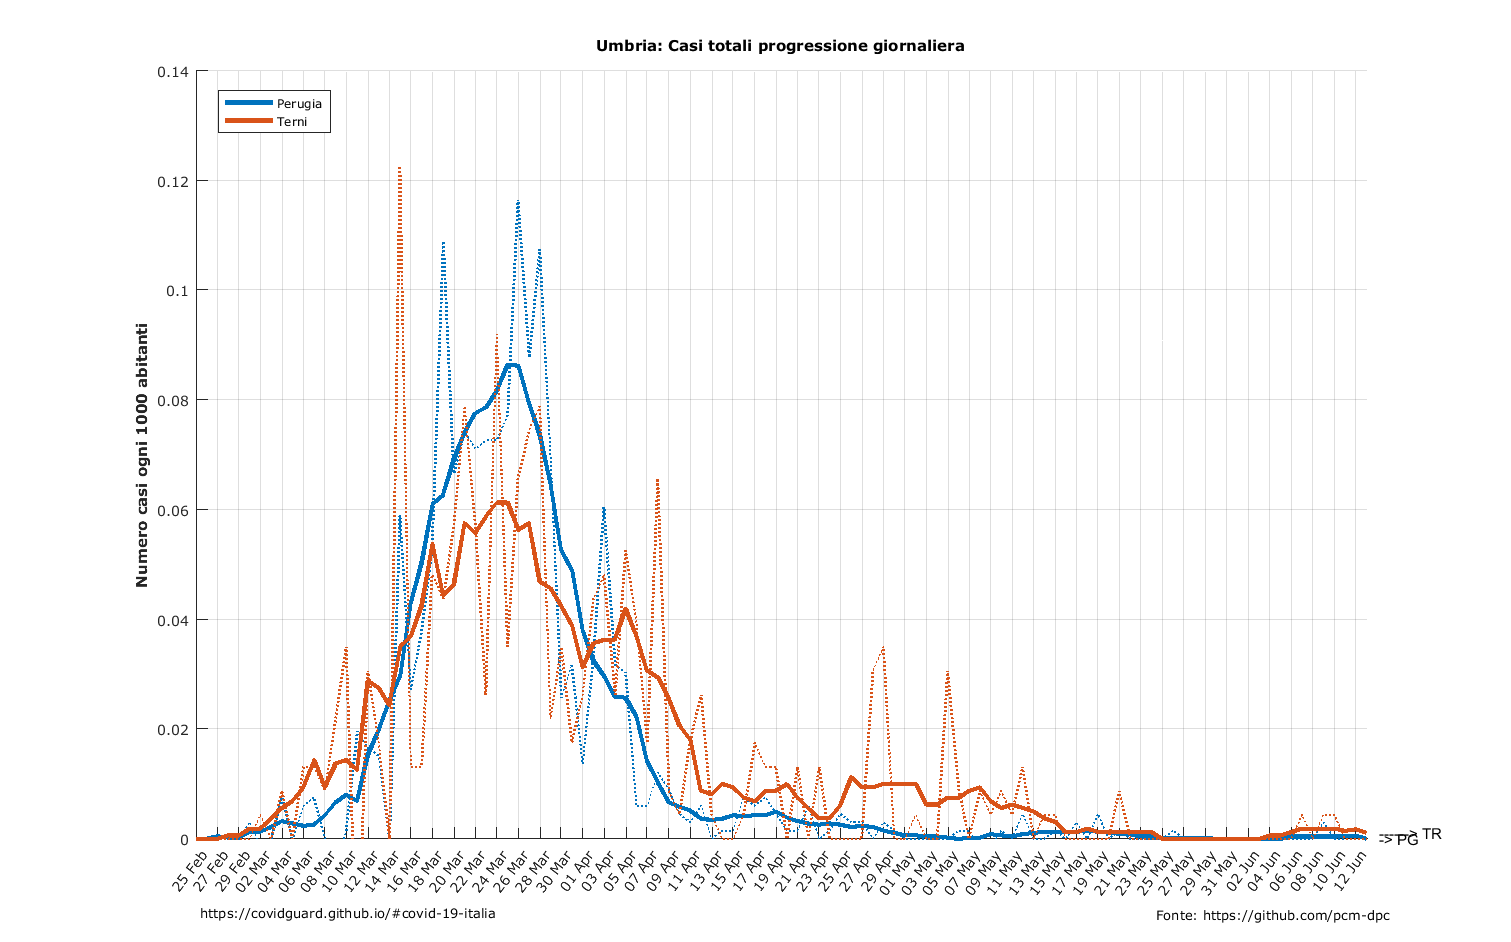 Umbria: Casi totali progressione giornaliera
Numero casi ogni 1000 abitanti
0.14
0.12
0.1
0.08
0.06
0.04
0.02
0
Perugia
Terni
25 Feb
27 Feb
29 Feb
02 Mar
04 Mar
06 Mar
08 Mar
10 Mar
12 Mar
14 Mar
16 Mar
18 Mar
20 Mar
22 Mar
24 Mar
26 Mar
28 Mar
30 Mar
01 Apr
03 Apr
05 Apr
07 Apr
09 Apr
11 Apr
13 Apr
15 Apr
17 Apr
19 Apr
21 Apr
23 Apr
25 Apr
27 Apr
29 Apr
01 May
03 May
05 May
07 May
09 May
11 May
13 May
15 May
17 May
19 May
21 May
23 May
25 May
27 May
29 May
31 May
02 Jun
04 Jun
06 Jun
08 Jun
10 Jun
12 Jun
-----> TR
-> PG
https://covidguard.github.io/#covid-19-italia
Fonte: https://github.com/pcm-dpc